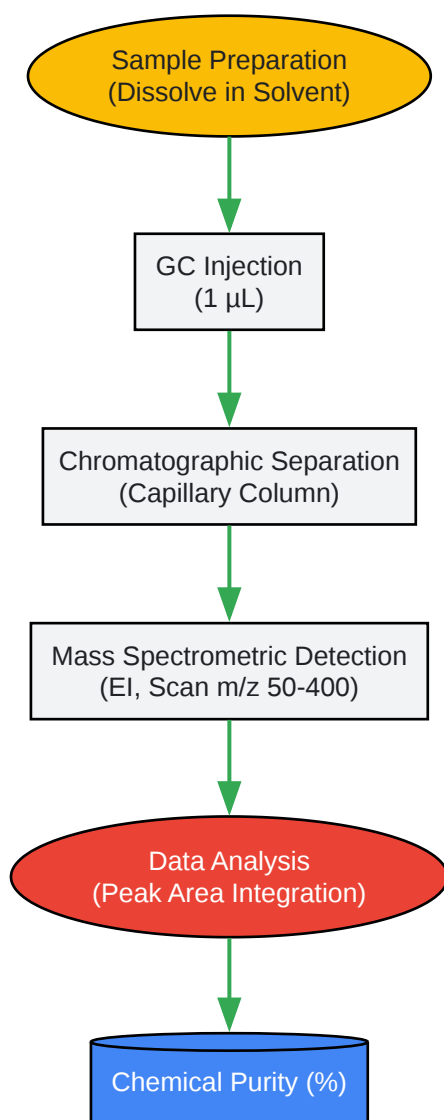 Sample Preparation
(Dissolve in Solvent)
GC Injection
(1 µL)
Chromatographic Separation
(Capillary Column)
Mass Spectrometric Detection
(EI, Scan m/z 50-400)
Data Analysis
(Peak Area Integration)
Chemical Purity (%)